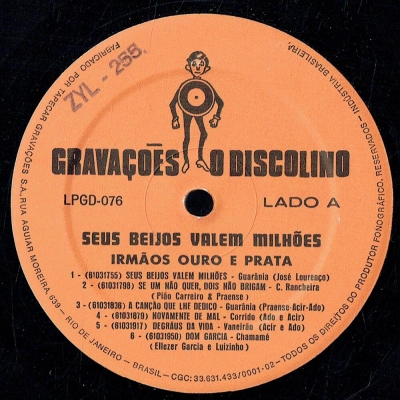 ZYL - 255.
GRAVAÇÕES O DISCOLINO
LPGD-076 LADO A
SEUS BEIJOS VALEM MILHÕES
IRMÃOS OURO E PRATA
1 - (61031755) SEUS BEIJOS VALEM MILHÕES - Guarânia (José Lourenço)
2 - (61031798) SE UM NÃO QUER, DOIS NÃO BRIGAM - C. Rancheira
(Pião Carreiro & Praense)
3 - (61031836) A CANÇÃO QUE LHE DEDICO - Guarânia (Praense-Acir-Ado)
4 - (61031879) NOVAMENTE DE MAL - Corrido (Ado e Acir)
5 - (61031917) DEGRÁUS DA VIDA - Vaneirão (Acir e Ado)
6 - (61031950) DOM GARCIA - Chamamé
(Eliezer Garcia e Luizinho)
FABRICADO POR TAPECAR GRAVAÇÕES S.A. RUA AGUIAR MOREIRA 639 - RIO DE JANEIRO - BRASIL - CGC: 33.631.433/0001-02 - TODOS OS DIREITOS DO PRODUTOR FONOGRÁFICO, RESERVADOS - INDÚSTRIA BRASILEIRA.